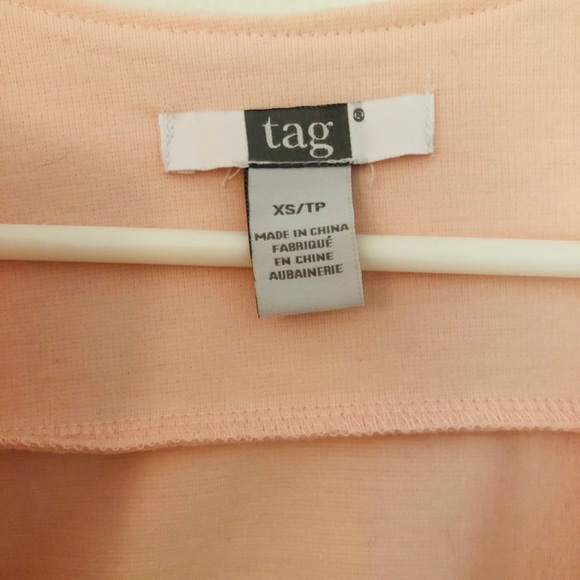 tag®
XS/TP
MADE IN CHINA
FABRIQUÉ
EN CHINE
AUBAINERIE